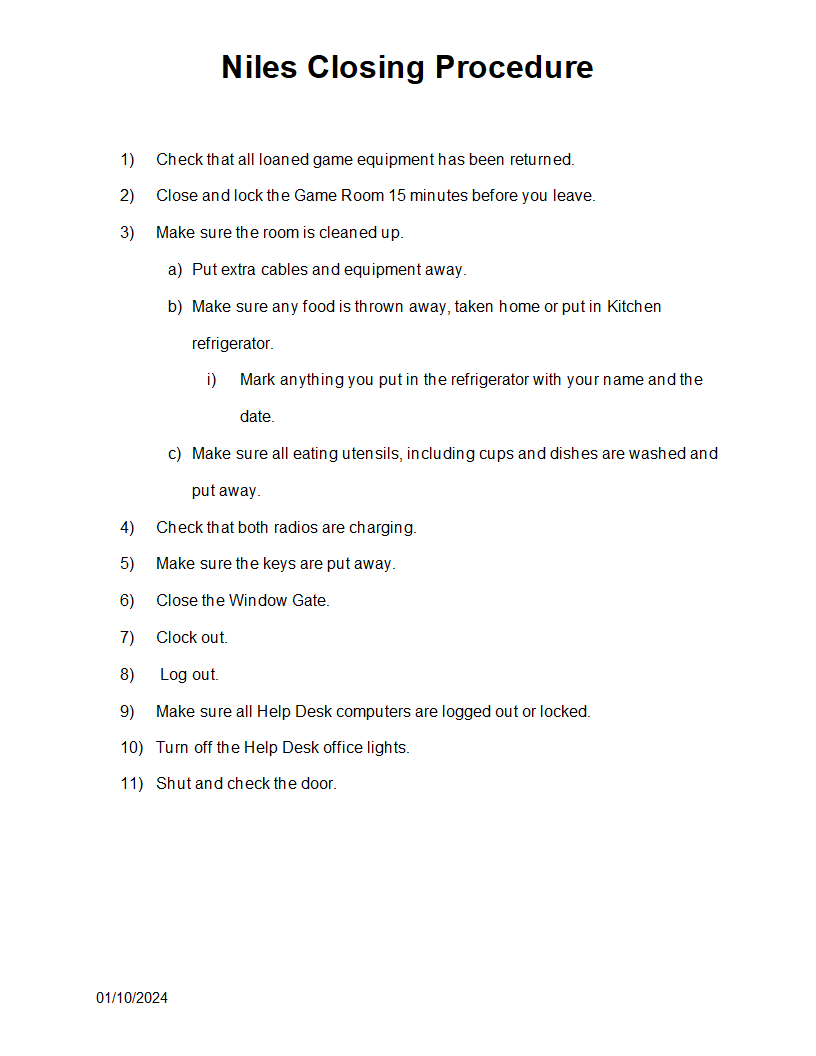 Niles Closing Procedure
1) Check that all loaned game equipment has been returned.
2) Close and lock the Game Room 15 minutes before you leave.
3) Make sure the room is cleaned up.
a) Put extra cables and equipment away.
b) Make sure any food is thrown away, taken home or put in Kitchen
refrigerator.
i) Mark anything you put in the refrigerator with your name and the
date.
c) Make sure all eating utensils, including cups and dishes are washed and
put away.
4) Check that both radios are charging.
5) Make sure the keys are put away.
6) Close the Window Gate.
7) Clock out.
8) Log out.
9) Make sure all Help Desk computers are logged out or locked.
10) Turn off the Help Desk office lights.
11) Shut and check the door.
01/10/2024